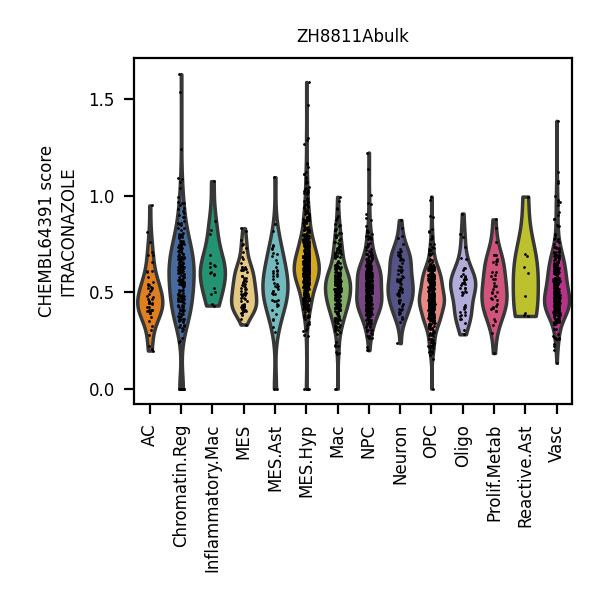 ZH8811Abulk
CHEMBL64391 score
ITRACONAZOLE
1.5
1.0
0.5
0.0
AC
Chromatin.Reg
Inflammatory.Mac
MES
MES.Ast
MES.Hyp
Mac
NPC
Neuron
OPC
Oligo
Prolif.Metab
Reactive.Ast
Vasc